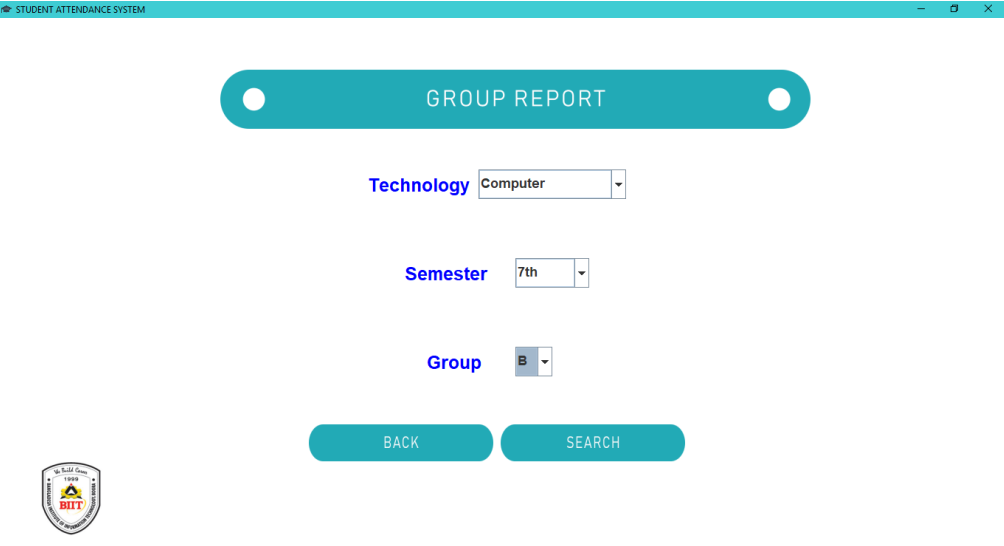 STUDENT ATTENDANCE SYSTEM
GROUP REPORT
Technology Computer
Semester 7th
Group B
BACK SEARCH
We Build Career
1999
BIIT